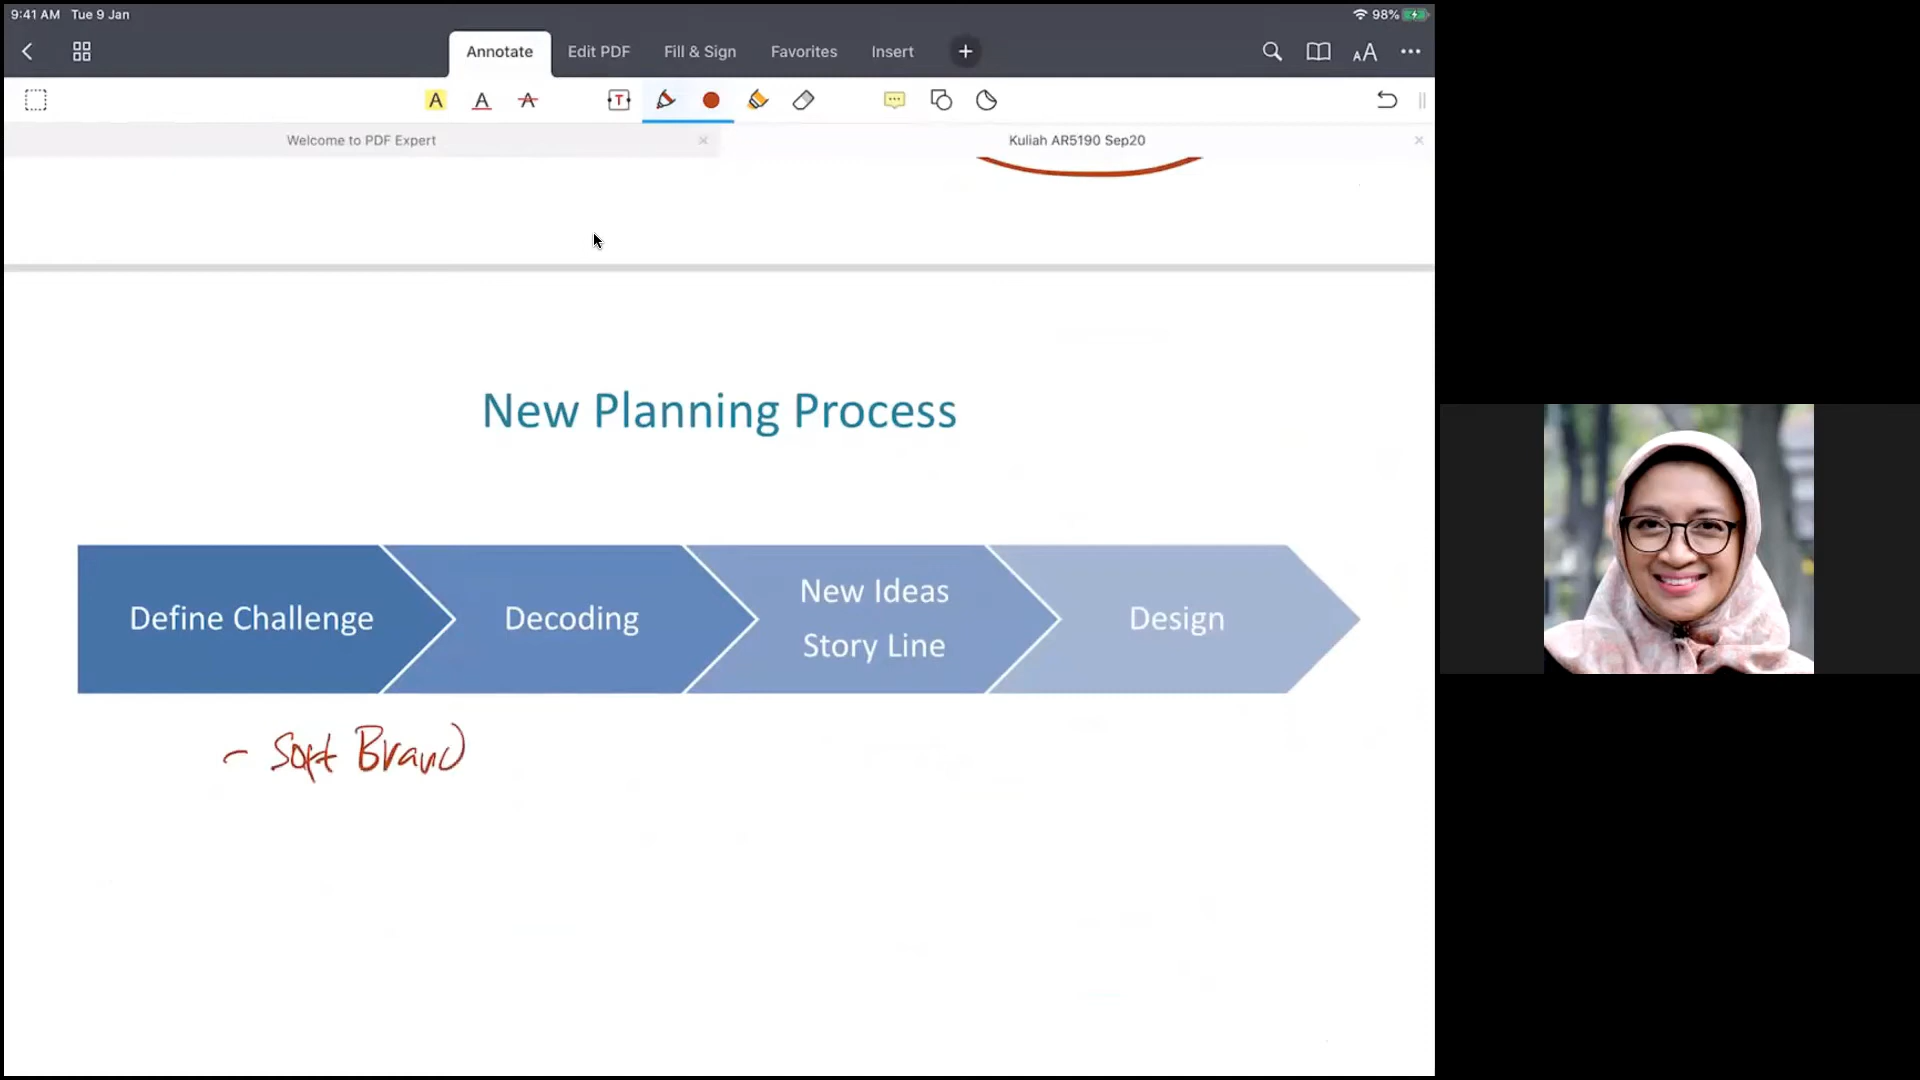 9:41 AM Tue 9 Jan
98%
Annotate
Edit PDF
Fill & Sign
Favorites
Insert
Welcome to PDF Expert
Kuliah AR5190 Sep20
New Planning Process
Define Challenge
Decoding
New Ideas
Story Line
Design
- Soft Brand